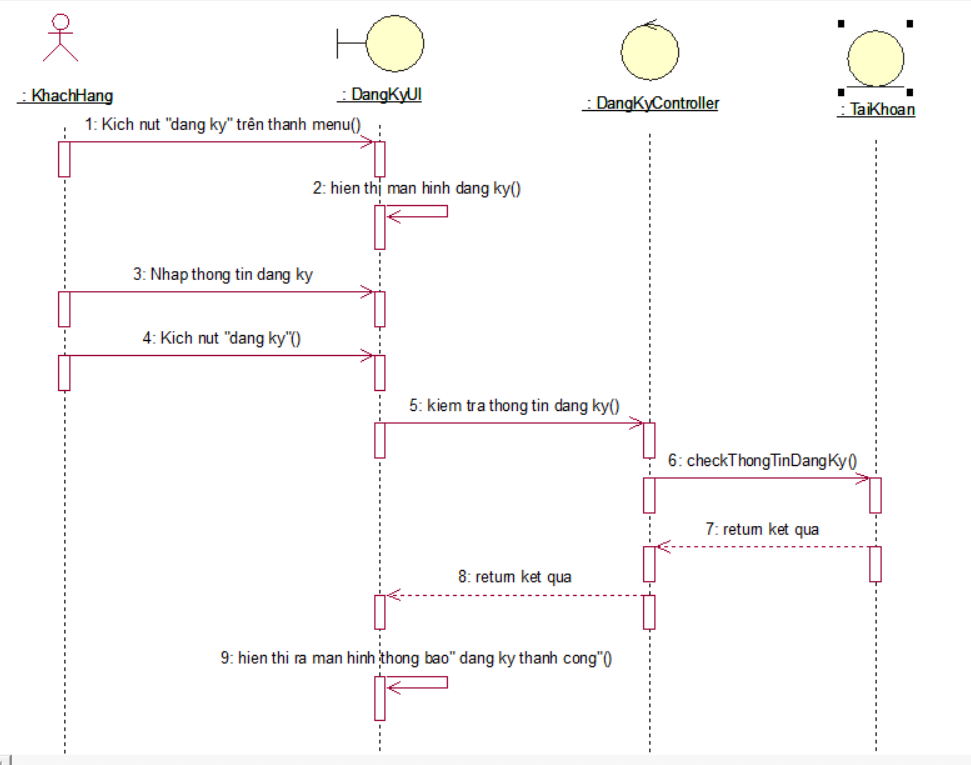 : KhachHang
: DangKyUI
: DangKyController
: TaiKhoan
1: Kich nut "dang ky" trên thanh menu()
2: hien thi man hinh dang ky()
3: Nhap thong tin dang ky
4: Kich nut "dang ky"()
5: kiem tra thong tin dang ky()
6: checkThongTinDangKy()
7: return ket qua
8: return ket qua
9: hien thi ra man hinh thong bao" dang ky thanh cong"()